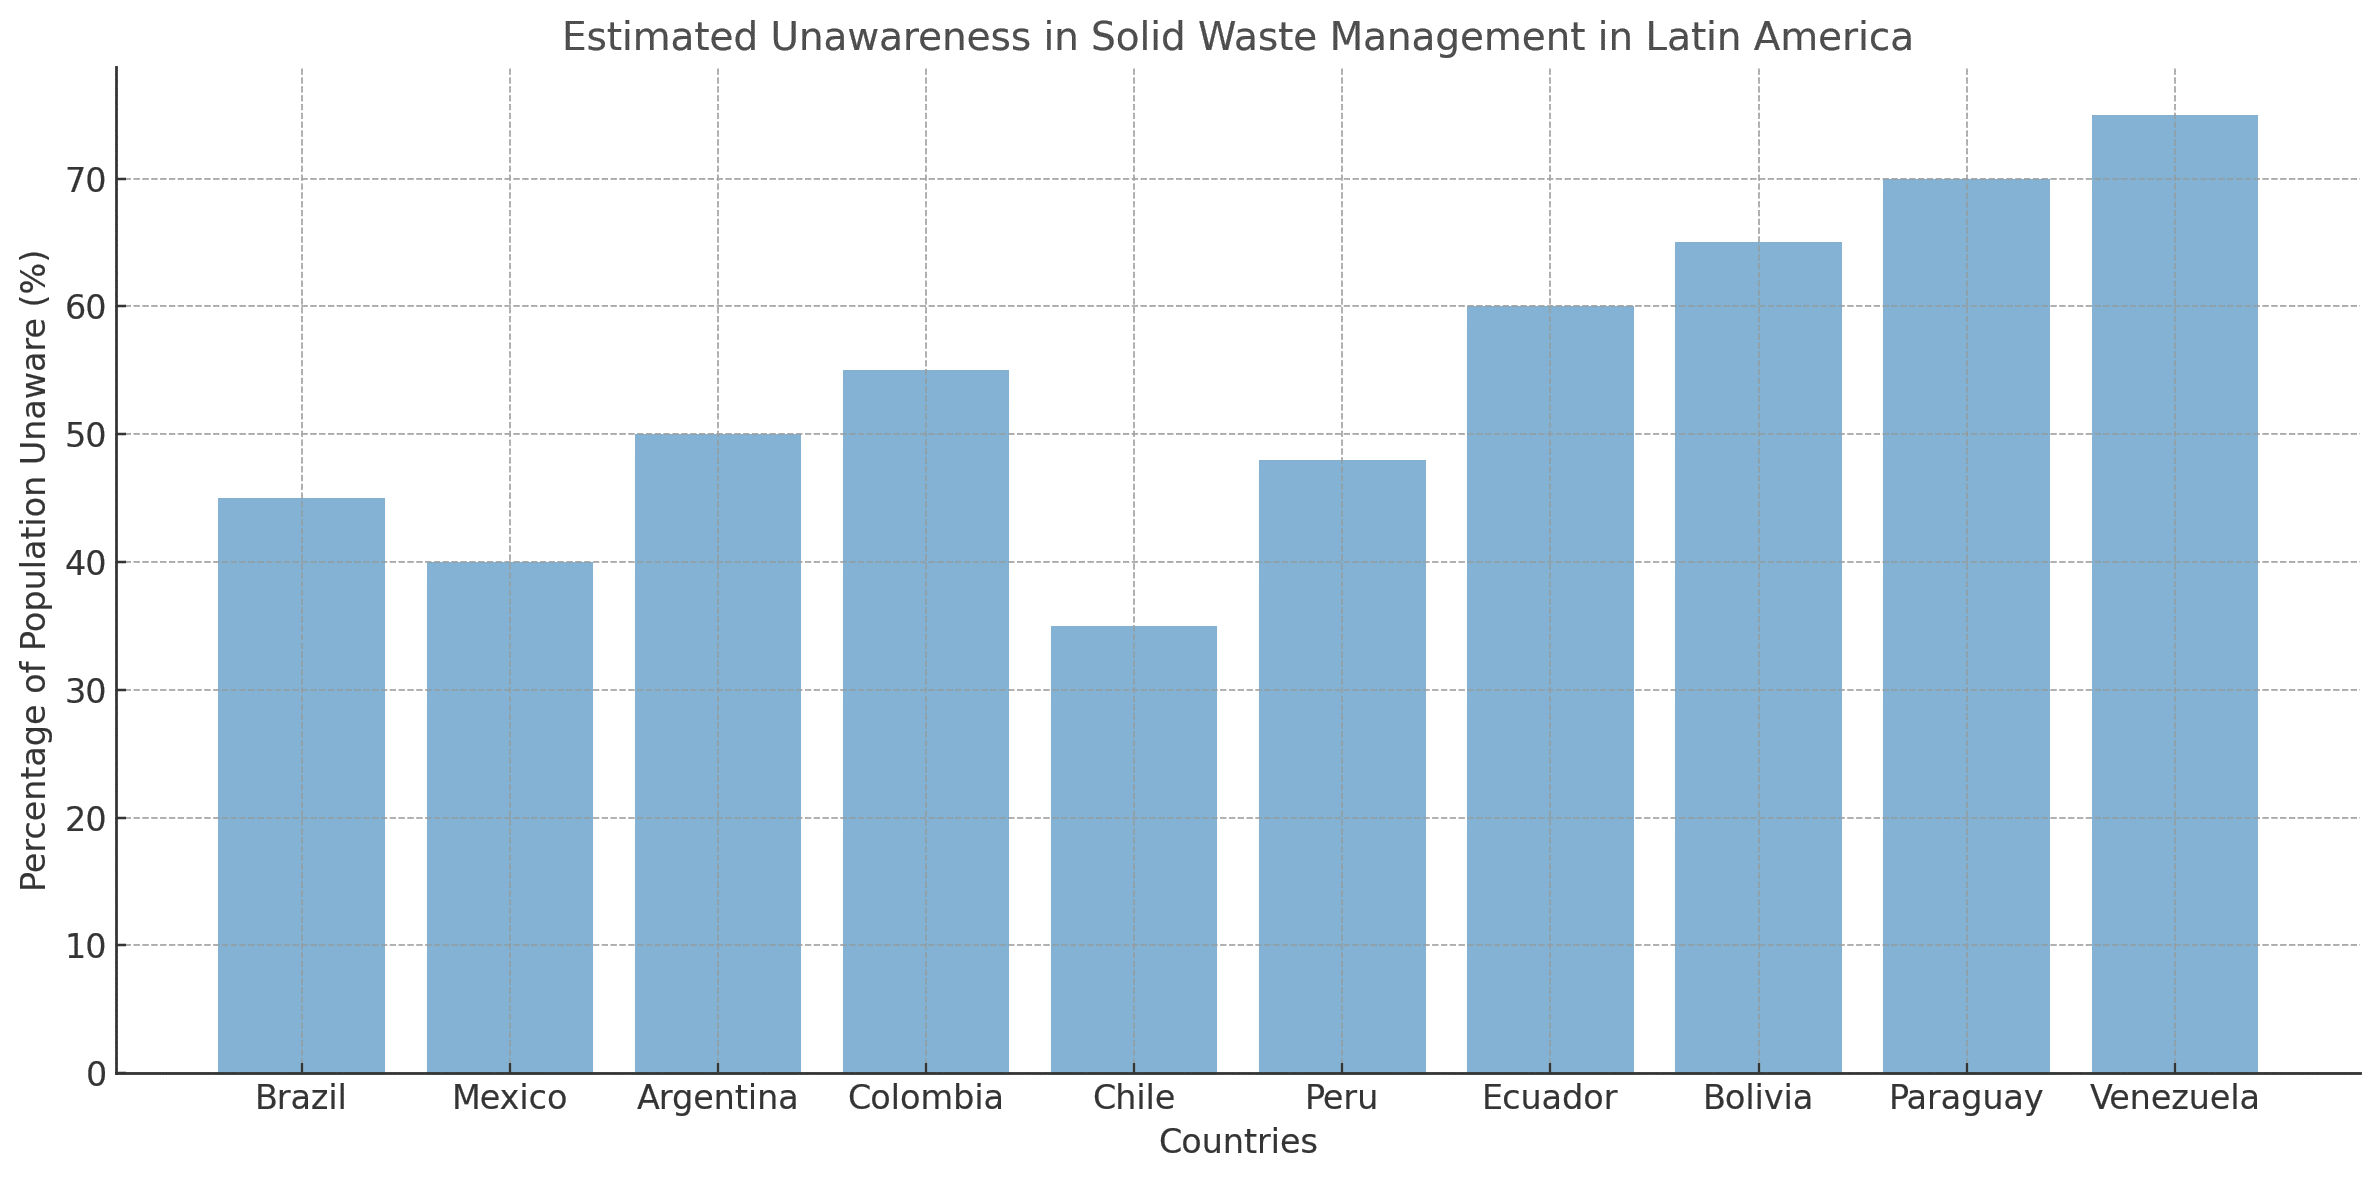 Estimated Unawareness in Solid Waste Management in Latin America
Percentage of Population Unaware (%)
70
60
50
40
30
20
10
0
Brazil Mexico Argentina Colombia Chile Peru Ecuador Bolivia Paraguay Venezuela
Countries